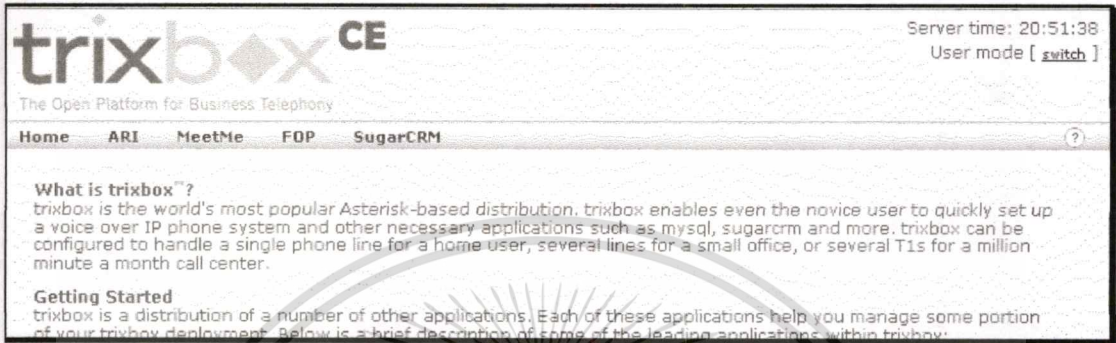 trixbox CE
Server time: 20:51:38
User mode [ switch ]
The Open Platform for Business Telephony
Home ARI MeetMe FOP SugarCRM ?
What is trixbox™?
trixbox is the world's most popular Asterisk-based distribution. trixbox enables even the novice user to quickly set up
a voice over IP phone system and other necessary applications such as mysql, sugarcrm and more. trixbox can be
configured to handle a single phone line for a home user, several lines for a small office, or several T1s for a million
minute a month call center.
Getting Started
trixbox is a distribution of a number of other applications. Each of these applications help you manage some portion
of your trixbox deployment. Below is a brief description of some of the leading applications within trixbox: